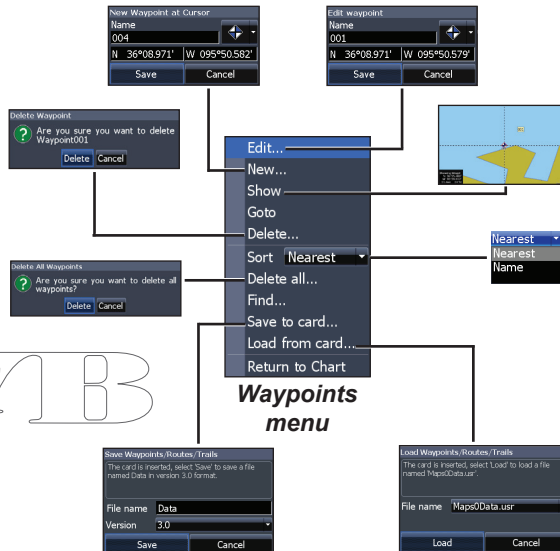 New Waypoint at Cursor
Name
004
N 36°08.971' W 095°50.582'
Save Cancel
Edit waypoint
Name
001
N 36°08.971' W 095°50.579'
Save Cancel
Delete Waypoint
Are you sure you want to delete
Waypoint001
Delete Cancel
001
Edit...
New...
Show
Goto
Delete...
Sort Nearest
Delete all...
Find...
Save to card...
Load from card...
Return to Chart
Nearest
Nearest
Name
Delete All Waypoints
Are you sure you want to delete all
waypoints?
Delete Cancel
Waypoints
menu
Save Waypoints/Routes/Trails
The card is inserted, select 'Save' to save a file
named Data in version 3.0 format.
File name Data
Version 3.0
Save Cancel
Load Waypoints/Routes/Trails
The card is inserted, select 'Load' to load a file
named 'Maps0Data.usr'.
File name Maps0Data.usr
Load Cancel